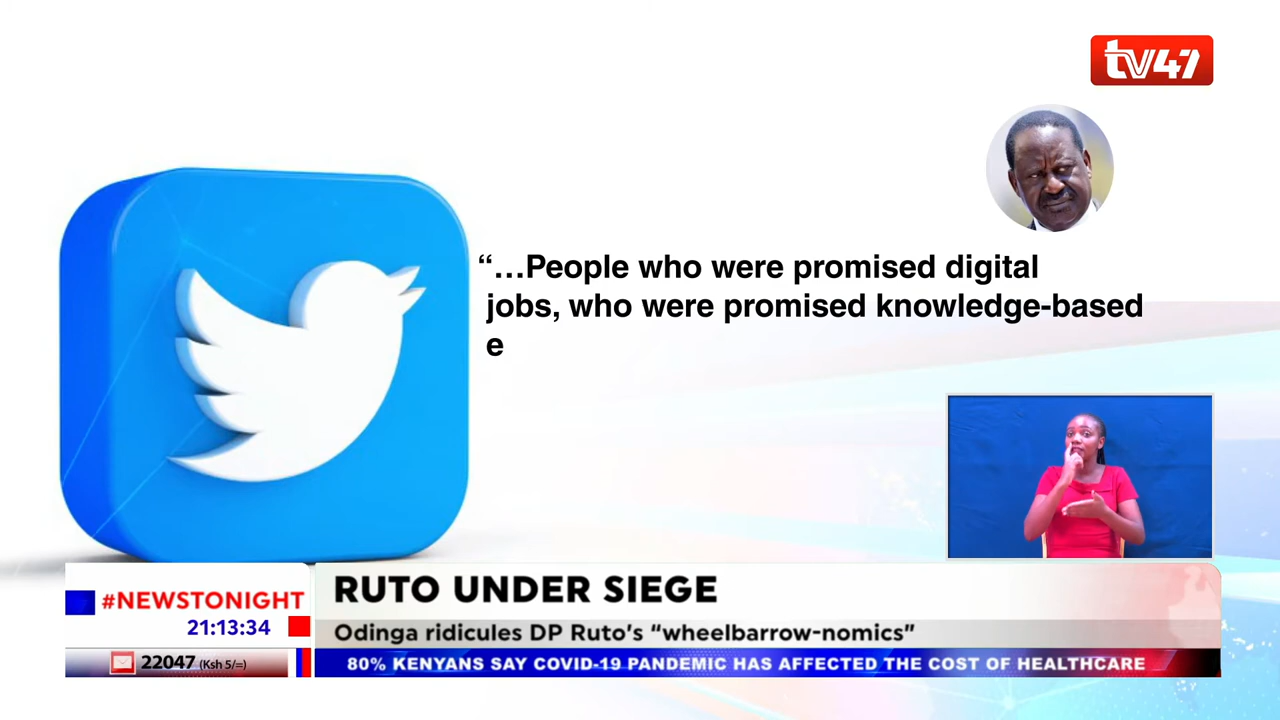 tv47
“…People who were promised digital
jobs, who were promised knowledge-based
e
#NEWSTONIGHT
21:13:34
22047 (Ksh 5/=)
RUTO UNDER SIEGE
Odinga ridicules DP Ruto’s “wheelbarrow-nomics”
80% KENYANS SAY COVID-19 PANDEMIC HAS AFFECTED THE COST OF HEALTHCARE